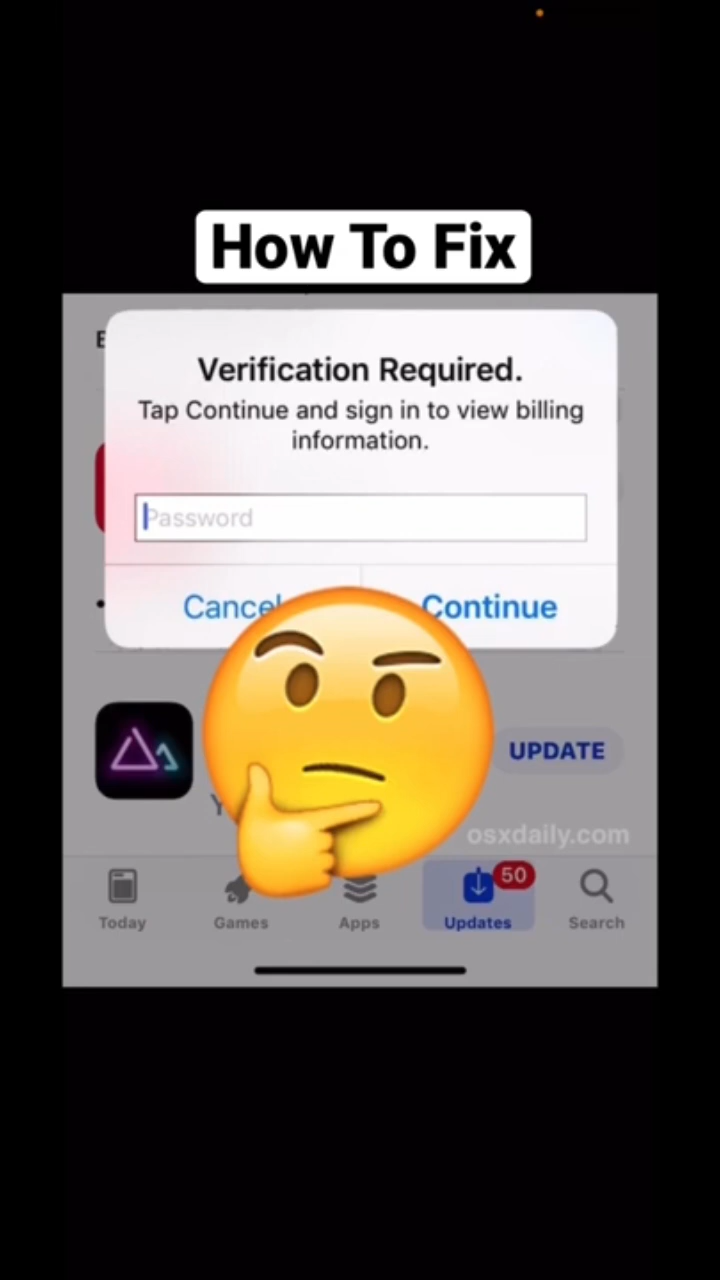 How To Fix
Verification Required.
Tap Continue and sign in to view billing
information.
Password
Cancel
Continue
UPDATE
osxdaily.com
50
Today
Games
Apps
Updates
Search